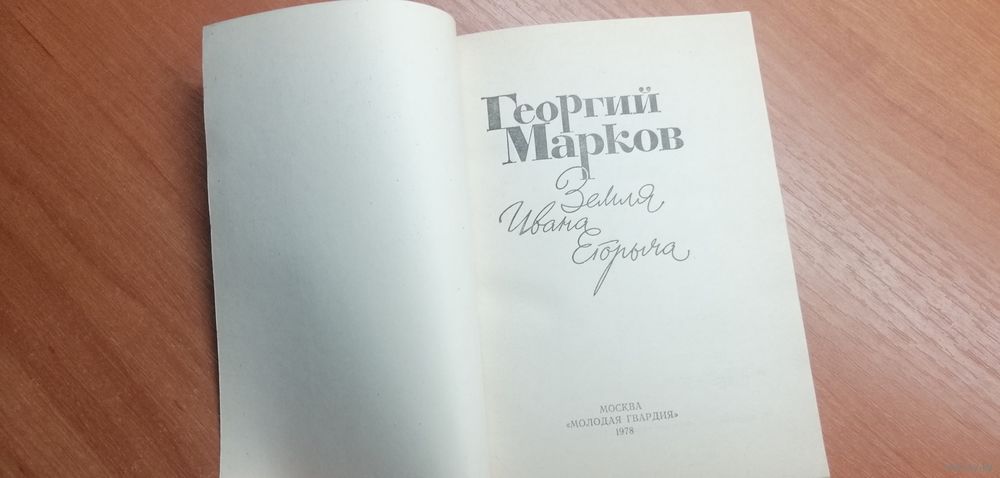 Георгий
Марков
Земля
Ивана
Егорыча
МОСКВА
«МОЛОДАЯ ГВАРДИЯ»
1978